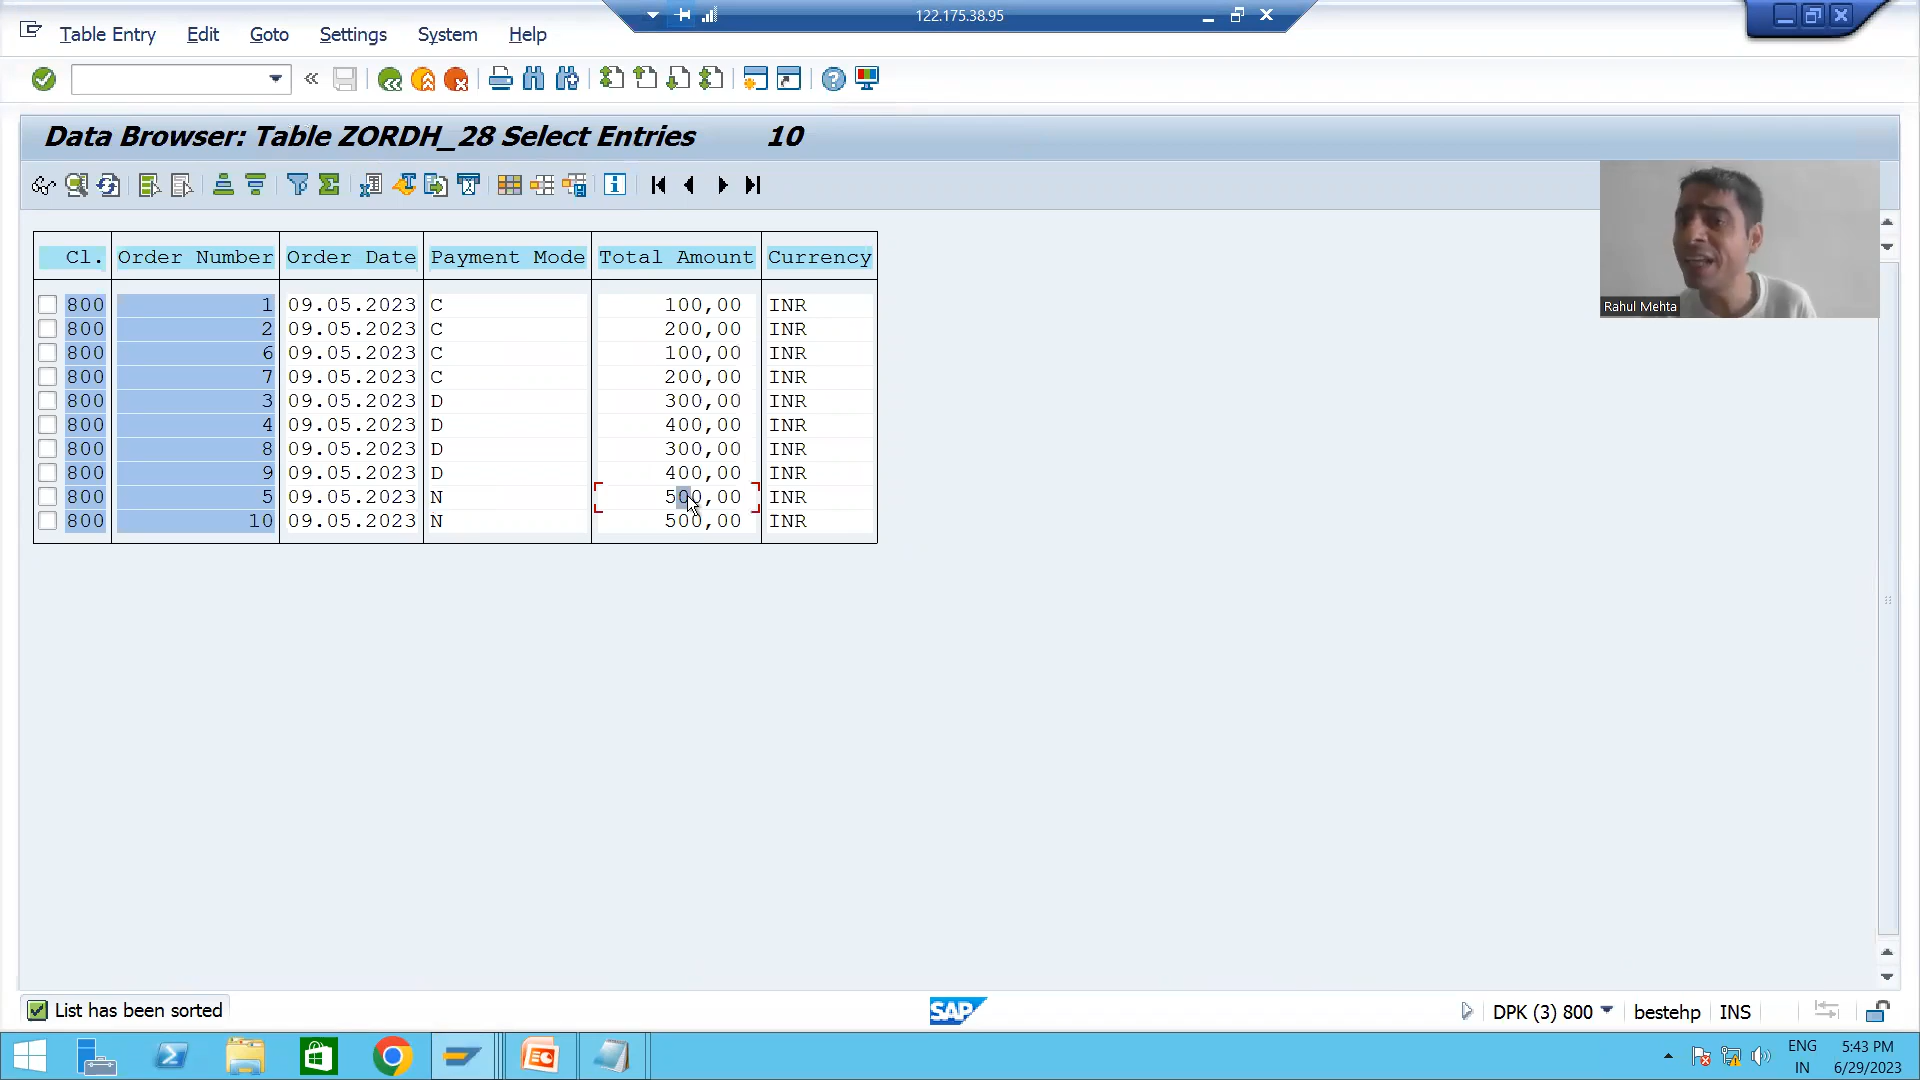 122.175.38.95
Table Entry Edit Goto Settings System Help
Data Browser: Table ZORDH_28 Select Entries 10
Cl. Order Number Order Date Payment Mode Total Amount Currency
800 1 09.05.2023 C 100,00 INR
800 2 09.05.2023 C 200,00 INR
800 6 09.05.2023 C 100,00 INR
800 7 09.05.2023 C 200,00 INR
800 3 09.05.2023 D 300,00 INR
800 4 09.05.2023 D 400,00 INR
800 8 09.05.2023 D 300,00 INR
800 9 09.05.2023 D 400,00 INR
800 5 09.05.2023 N 500,00 INR
800 10 09.05.2023 N 500,00 INR
Rahul Mehta
List has been sorted
SAP
DPK (3) 800 bestehp INS
ENG 5:43 PM
IN 6/29/2023